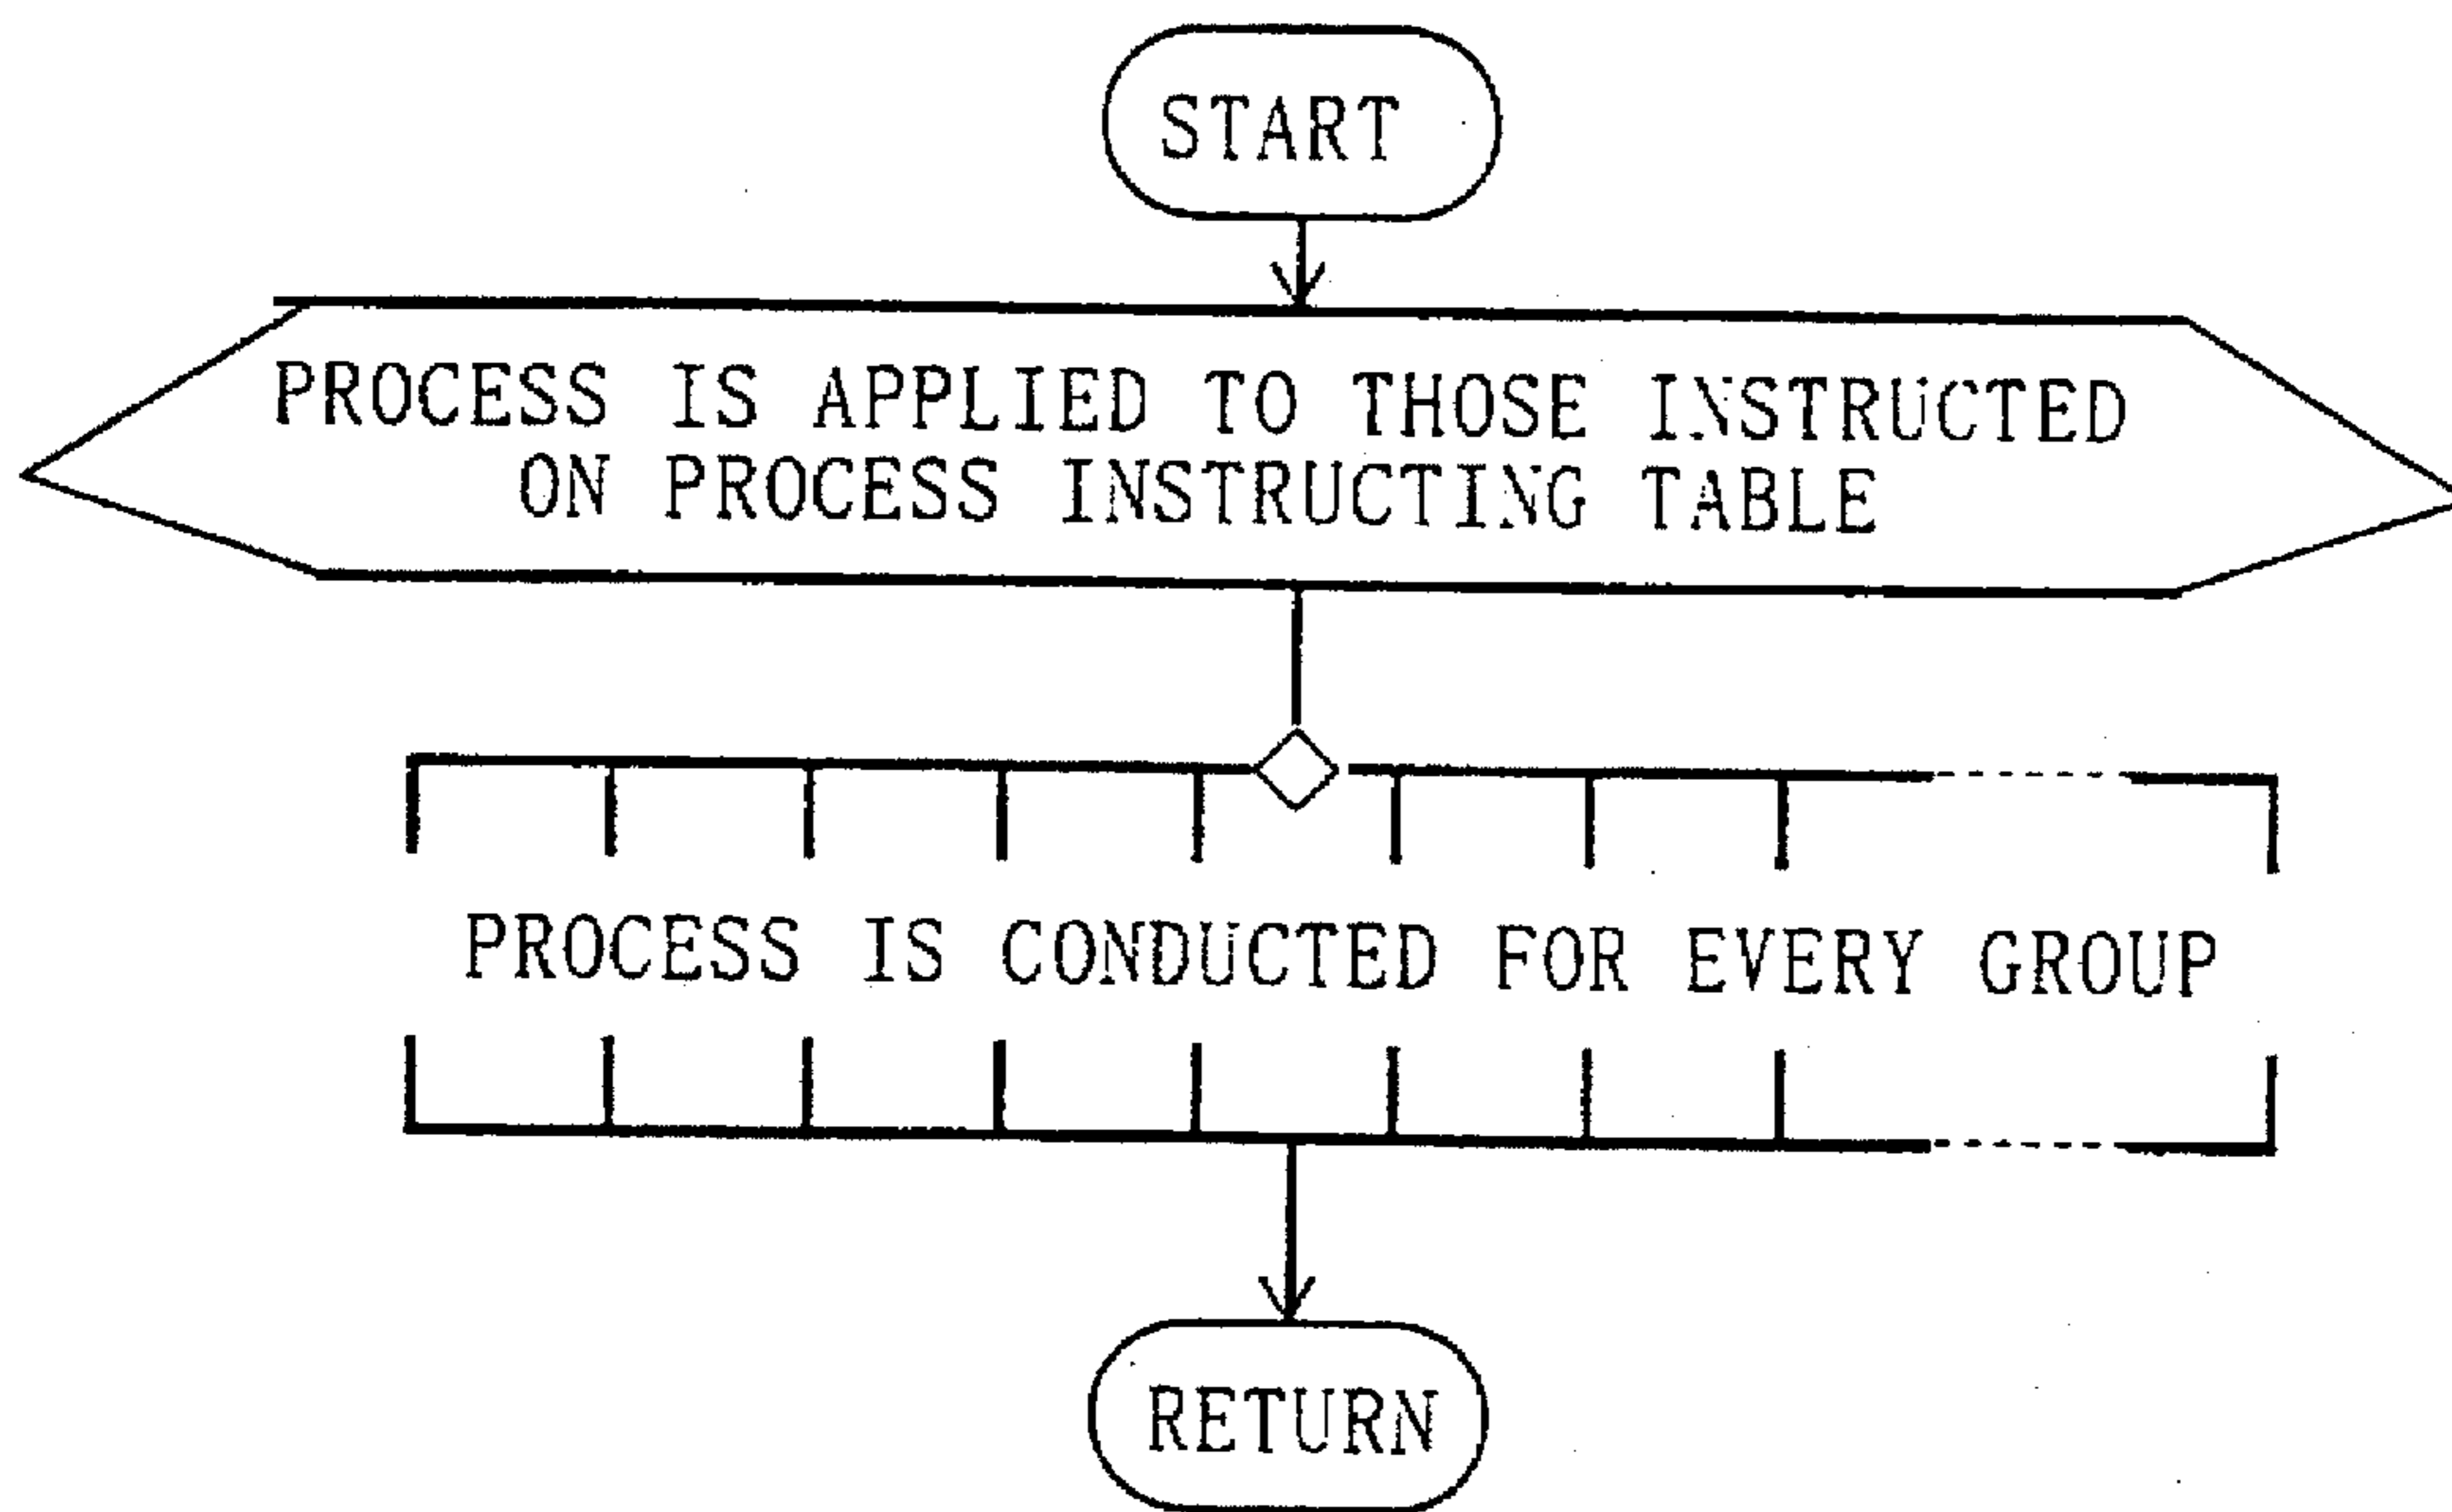 START
PROCESS IS APPLIED TO THOSE INSTRUCTED
ON PROCESS INSTRUCTING TABLE
PROCESS IS CONDUCTED FOR EVERY GROUP
RETURN